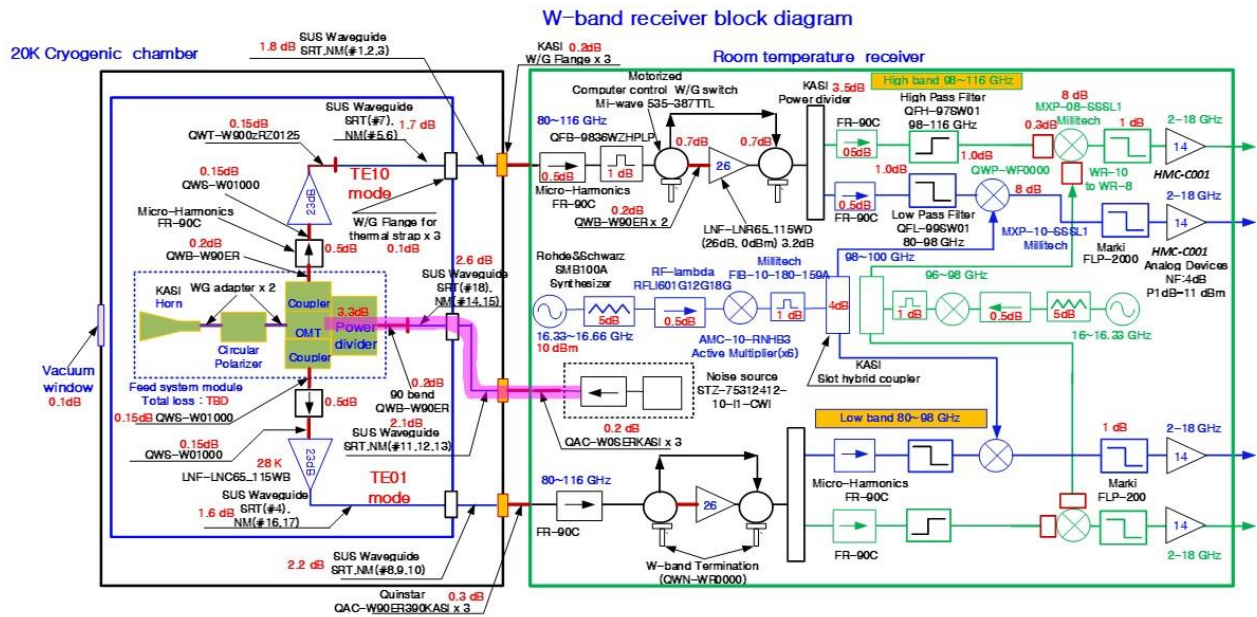 W-band receiver block diagram
20K Cryogenic chamber
1.8 dB
SUS Waveguide
SRT,NM(#1,2,3)
KASI 0.2dB
W/G Flange x 3
Room temperature receiver
Motorized
Computer control W/G switch
Mi-wave 535-387TTL
KASI 3.5dB
Power divider
High band 98~116 GHz
High Pass Filter
QFH-97SW01
98-116 GHz
8 dB
MXP-08-SSSL1
Millitech
0.15dB
QWT-W900zRZ0125
SUS Waveguide
SRT(#7),
NM(#5,6)
1.7 dB
80~116 GHz
QFB-9836WZHPLP
0.7dB
0.7dB
FR-90C
05dB
1.0dB
0.3dB
1 dB
2-18 GHz
14
HMC-C001
0.15dB
QWS-W01000
23dB
TE10
mode
0.5dB
1 dB
26
Micro-Harmonics
FR-90C
0.2dB
QWB-W90ER x 2
LNF-LNR65_115WD
(26dB, 0dBm) 3.2dB
1.0dB
QWP-WF0000
WR-10
to WR-8
0.5dB
FR-90C
Low Pass Filter
QFL-99SW01
80-98 GHz
8 dB
MXP-10-SSSL1
Millitech
Marki
FLP-2000
2-18 GHz
14
HMC-C001
Analog Devices
NF:4dB
P1dB-11 dBm
Micro-Harmonics
FR-90C
0.2dB
QWB-W90ER
0.5dB
W/G Flange for
thermal strap x 3
0.1dB
2.6 dB
SUS Waveguide
SRT(#18),
NM(#14,15)
Rohde&Schwarz
SMB100A
Synthesizer
RF-lambda
RFLI601G12G18G
Millitech
FIB-10-180-159A
98~100 GHz
96~98 GHz
5dB
0.5dB
1 dB
4dB
1 dB
0.5dB
5dB
16.33~16.66 GHz
10 dBm
AMC-10-RNHB3
Active Multiplier(x6)
16~16.33 GHz
KASI
Slot hybrid coupler
KASI
Horn
WG adapter x 2
Coupler
OMT
Coupler
3.3dB
Power
divider
Circular
Polarizer
Feed system module
Total loss : TBD
Vacuum
window
0.1dB
0.2dB
90 bend
QWB-W90ER
Noise source
STZ-75312412-
10-I1-CWI
0.5dB
0.15dB QWS-W01000
2.1dB
SUS Waveguide
SRT,NM(#11,12,13)
0.2 dB
QAC-W0SERKASI x 3
Low band 80~98 GHz
0.15dB
QWS-W01000
23dB
28 K
LNF-LNC65_115WB
TE01
mode
SUS Waveguide
SRT(#4),
NM(#16,17)
1.6 dB
80~116 GHz
FR-90C
26
Micro-Harmonics
FR-90C
1 dB
Marki
FLP-200
2-18 GHz
14
2.2 dB
SUS Waveguide
SRT,NM(#8,9,10)
W-band Termination
(QWN-WR0000)
FR-90C
14
2-18 GHz
Quinstar 0.3 dB
QAC-W90ER390KASI x 3